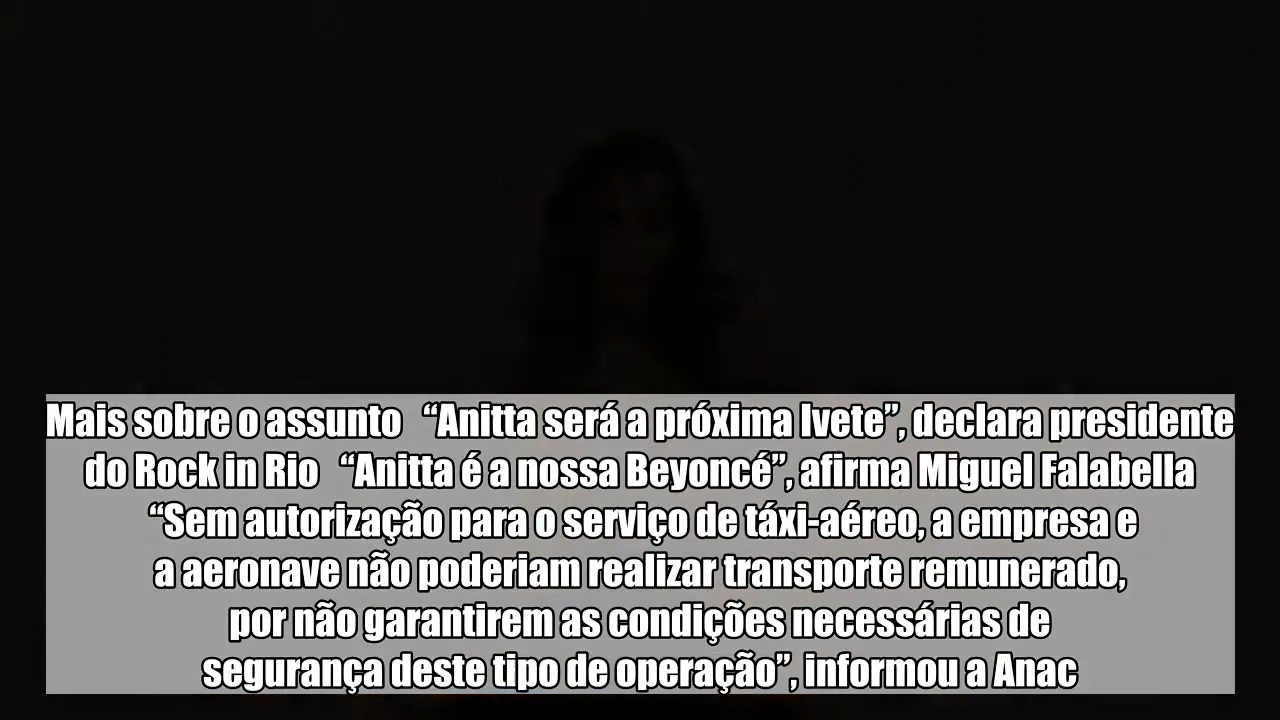 Mais sobre o assunto “Anitta será a próxima Ivete”, declara presidente
do Rock in Rio “Anitta é a nossa Beyoncé”, afirma Miguel Falabella
“Sem autorização para o serviço de táxi-aéreo, a empresa e
a aeronave não poderiam realizar transporte remunerado,
por não garantirem as condições necessárias de
segurança deste tipo de operação”, informou a Anac